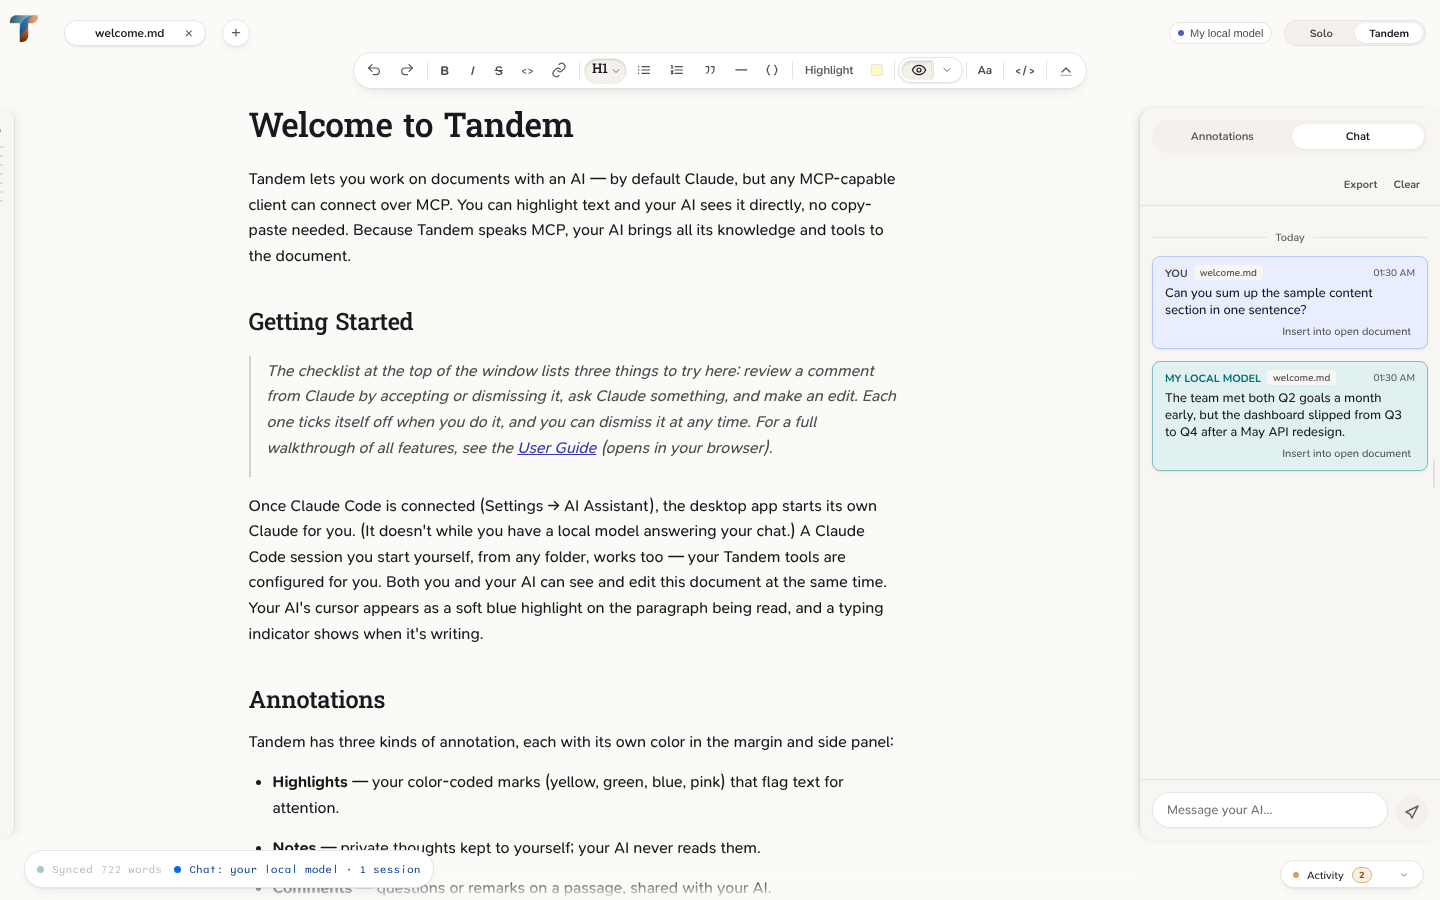 welcome.md ×
+
My local model
Solo Tandem
B I S <> H1 Highlight Aa </>
Welcome to Tandem
Tandem lets you work on documents with an AI — by default Claude, but any MCP-capable
client can connect over MCP. You can highlight text and your AI sees it directly, no copy-
paste needed. Because Tandem speaks MCP, your AI brings all its knowledge and tools to
the document.
Getting Started
The checklist at the top of the window lists three things to try here: review a comment
from Claude by accepting or dismissing it, ask Claude something, and make an edit. Each
one ticks itself off when you do it, and you can dismiss it at any time. For a full
walkthrough of all features, see the User Guide (opens in your browser).
Once Claude Code is connected (Settings → AI Assistant), the desktop app starts its own
Claude for you. (It doesn't while you have a local model answering your chat.) A Claude
Code session you start yourself, from any folder, works too — your Tandem tools are
configured for you. Both you and your AI can see and edit this document at the same time.
Your AI's cursor appears as a soft blue highlight on the paragraph being read, and a typing
indicator shows when it's writing.
Annotations
Tandem has three kinds of annotation, each with its own color in the margin and side panel:
• Highlights — your color-coded marks (yellow, green, blue, pink) that flag text for
attention.
• Notes — private thoughts kept to yourself; your AI never reads them.
• Comments — questions or remarks on a passage, shared with your AI.
Synced 722 words Chat: your local model · 1 session
Annotations Chat
Export Clear
Today
YOU welcome.md 01:30 AM
Can you sum up the sample content
section in one sentence?
Insert into open document
MY LOCAL MODEL welcome.md 01:30 AM
The team met both Q2 goals a month
early, but the dashboard slipped from Q3
to Q4 after a May API redesign.
Insert into open document
Message your AI...
Activity 2